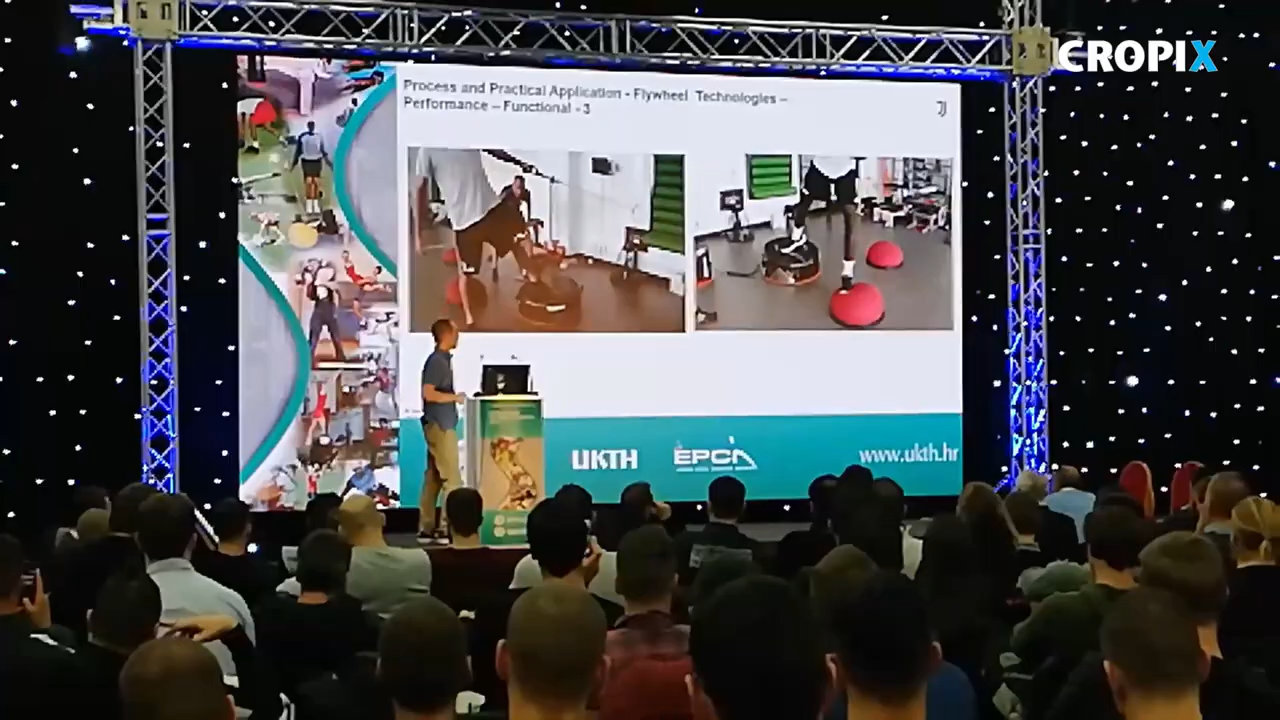 CROPIX
Process and Practical Application - Flywheel Technologies –
Performance – Functional - 3
UKTH
EPCA
www.ukth.hr